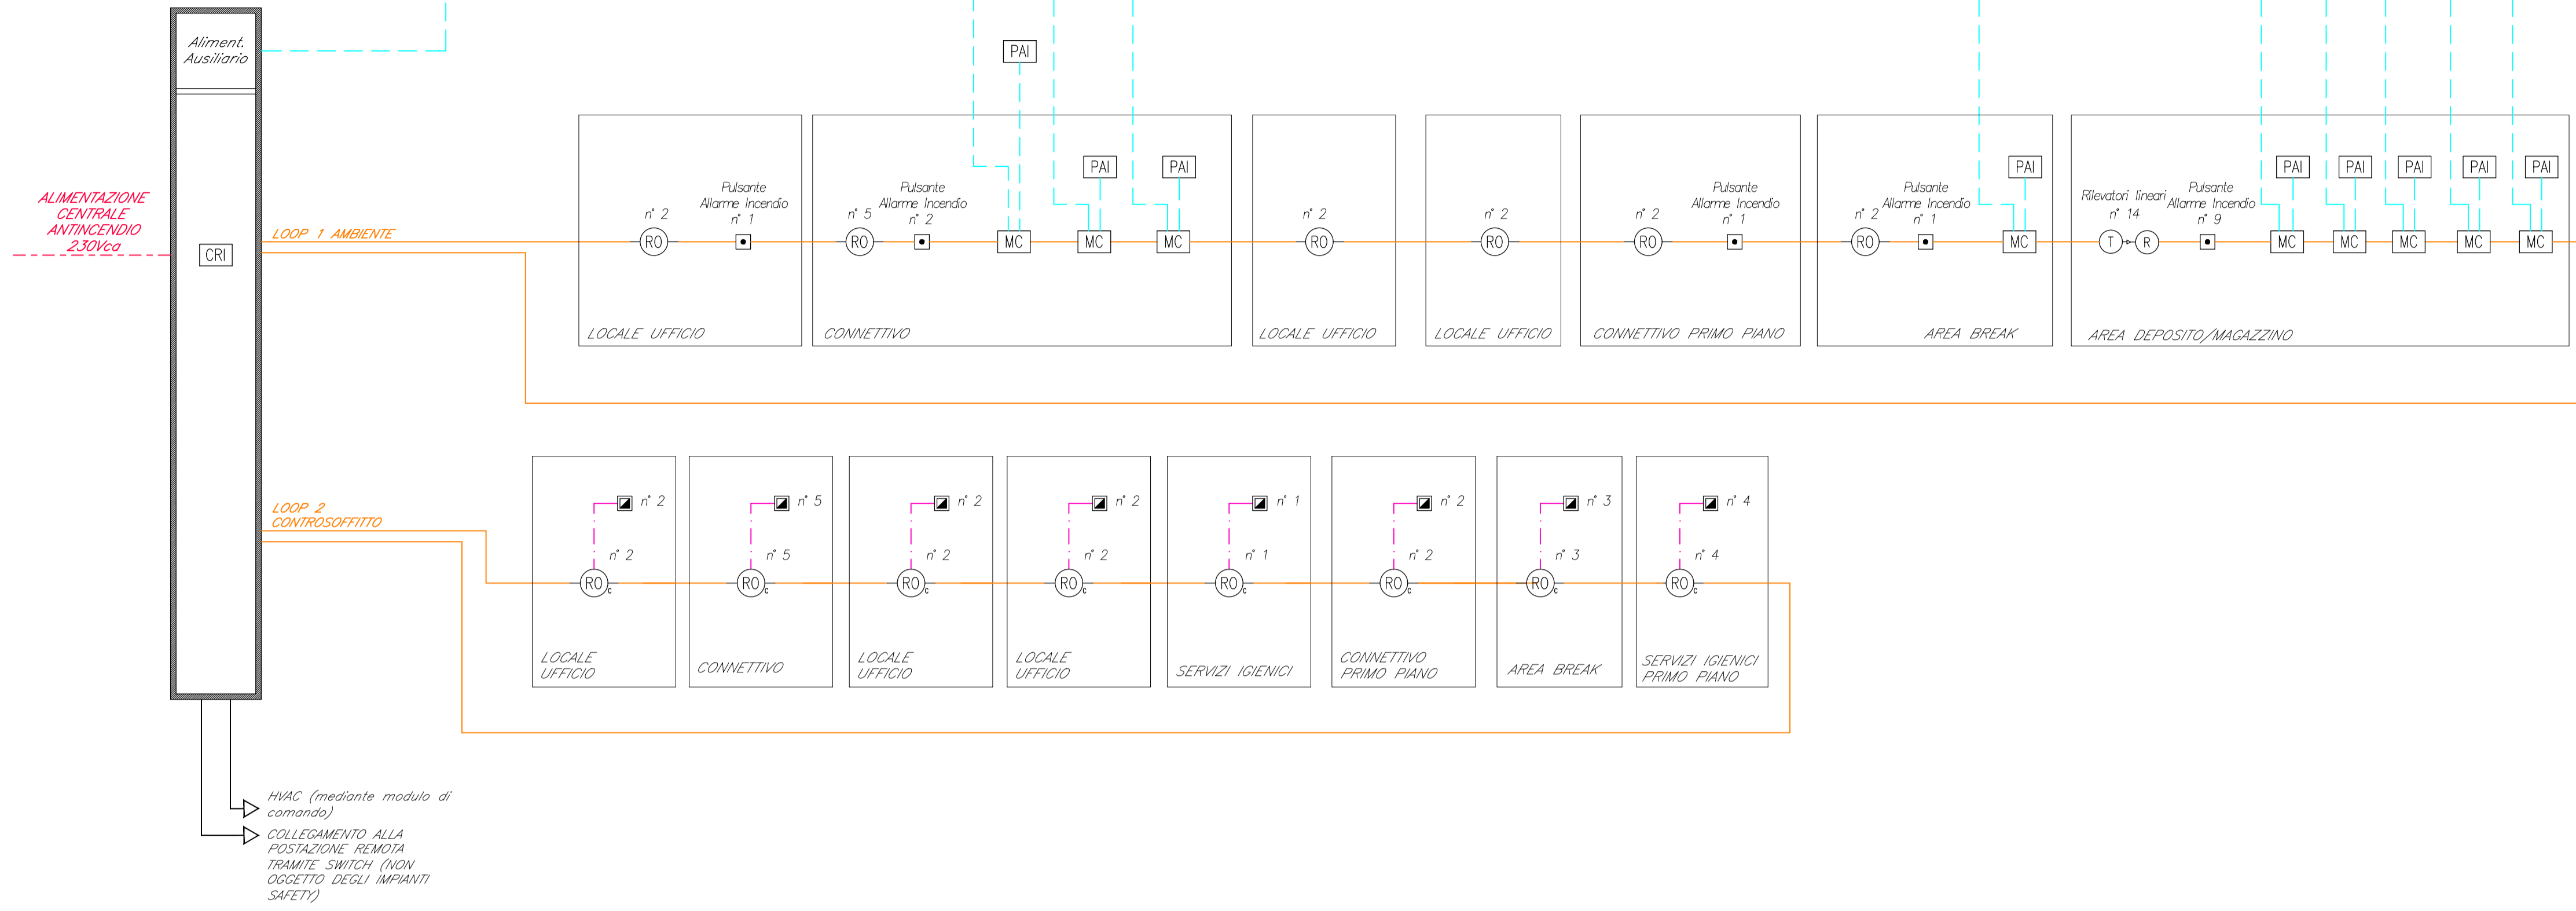 Aliment.
Ausiliario
ALIMENTAZIONE
CENTRALE
ANTINCENDIO
230Vca
CRI
LOOP 1 AMBIENTE
n° 2
RO
Pulsante
Allarme Incendio
n° 1
LOCALE UFFICIO
n° 5
RO
Pulsante
Allarme Incendio
n° 2
PAI
MC
PAI
MC
PAI
MC
CONNETTIVO
n° 2
RO
LOCALE UFFICIO
n° 2
RO
LOCALE UFFICIO
n° 2
RO
Pulsante
Allarme Incendio
n° 1
CONNETTIVO PRIMO PIANO
n° 2
RO
Pulsante
Allarme Incendio
n° 1
PAI
MC
AREA BREAK
Rilevatori lineari
n° 14
T
R
Pulsante
Allarme Incendio
n° 9
PAI
MC
PAI
MC
PAI
MC
PAI
MC
PAI
MC
AREA DEPOSITO/MAGAZZINO
LOOP 2
CONTROSOFFITTO
n° 2
n° 2
RO
c
LOCALE
UFFICIO
n° 5
n° 5
RO
c
CONNETTIVO
n° 2
n° 2
RO
c
LOCALE
UFFICIO
n° 2
n° 2
RO
c
LOCALE
UFFICIO
n° 1
n° 1
RO
c
SERVIZI IGIENICI
n° 2
n° 2
RO
c
CONNETTIVO
PRIMO PIANO
n° 3
n° 3
RO
c
AREA BREAK
n° 4
n° 4
RO
c
SERVIZI IGIENICI
PRIMO PIANO
HVAC (mediante modulo di
comando)
COLLEGAMENTO ALLA
POSTAZIONE REMOTA
TRAMITE SWITCH (NON
OGGETTO DEGLI IMPIANTI
SAFETY)